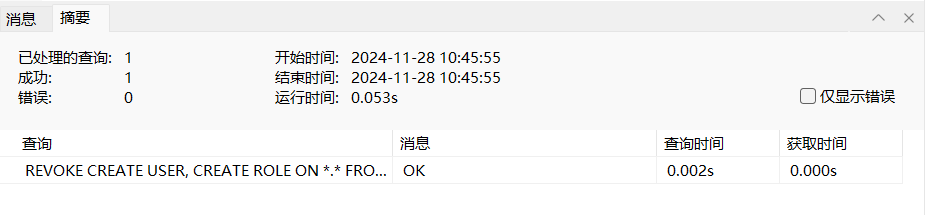 消息 摘要
已处理的查询: 1 开始时间: 2024-11-28 10:45:55
成功: 1 结束时间: 2024-11-28 10:45:55
错误: 0 运行时间: 0.053s 仅显示错误
查询 消息 查询时间 获取时间
REVOKE CREATE USER, CREATE ROLE ON *.* FRO... OK 0.002s 0.000s